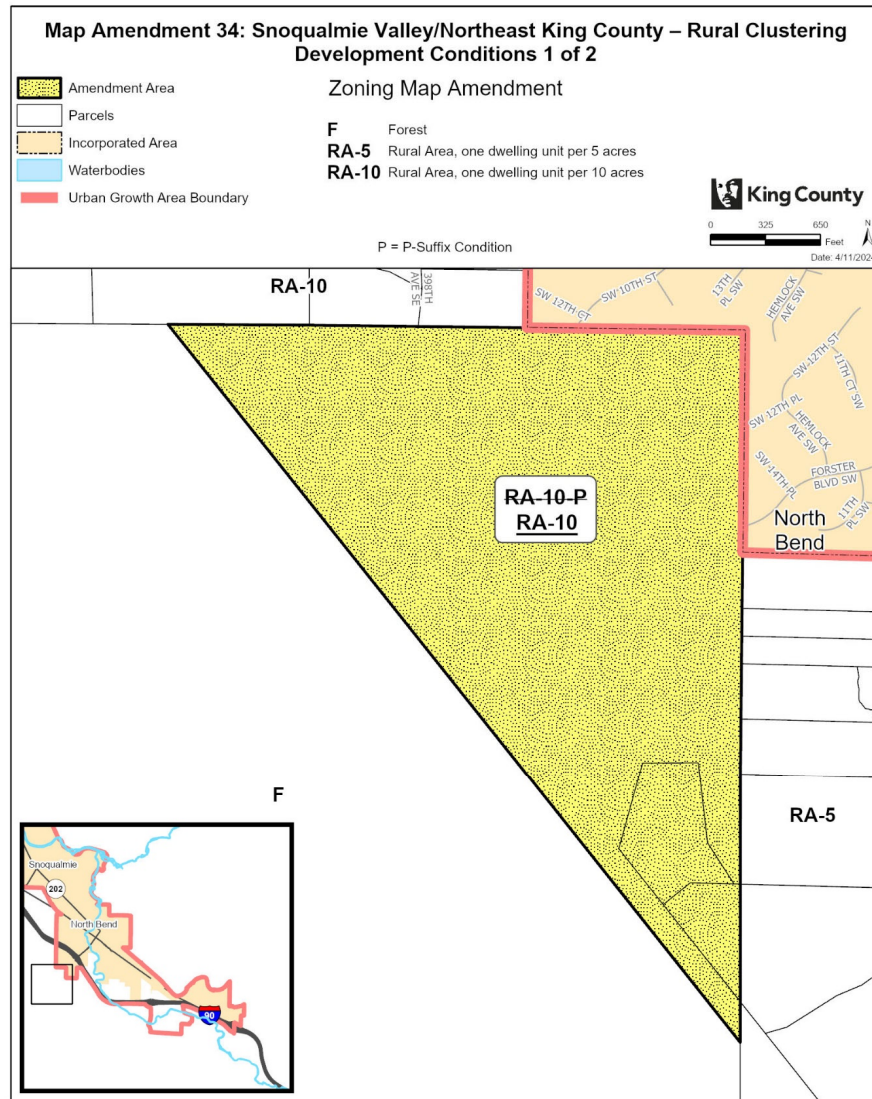 Map Amendment 34: Snoqualmie Valley/Northeast King County – Rural Clustering
Development Conditions 1 of 2
Amendment Area
Parcels
Incorporated Area
Waterbodies
Urban Growth Area Boundary
Zoning Map Amendment
F Forest
RA-5 Rural Area, one dwelling unit per 5 acres
RA-10 Rural Area, one dwelling unit per 10 acres
P = P-Suffix Condition
King County
0 325 650
Feet
N
Date: 4/11/2024
RA-10
398TH
AVE SE
SW 12TH CT
SW 10TH ST
13TH
PL SW
HEMLOCK
AVE SW
SW 12TH ST
11TH CT SW
SW 12TH PL
HEMLOCK
AVE SW
SW 14TH PL
FORSTER
BLVD SW
11TH
PL SW
North
Bend
RA-10-P
RA-10
F
RA-5
Snoqualmie
202
North Bend
90